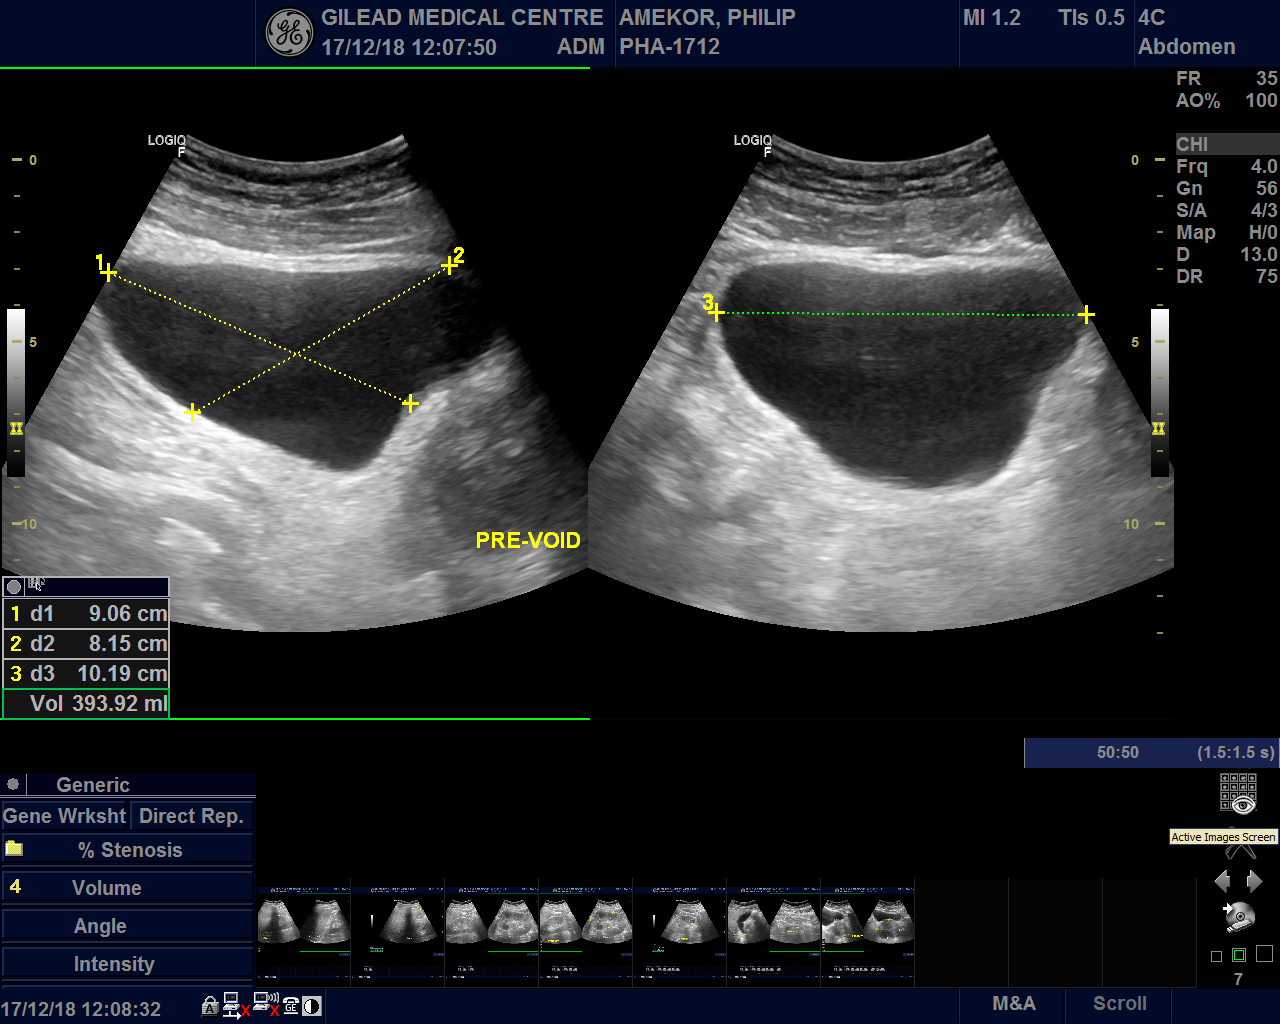 GILEAD MEDICAL CENTRE
17/12/18 12:07:50 ADM
AMEKOR, PHILIP
PHA-1712
MI 1.2 TIs 0.5
4C
Abdomen
FR 35
AO% 100
CHI
Frq 4.0
Gn 56
S/A 4/3
Map H/0
D 13.0
DR 75
LOGIQ
F
LOGIQ
F
0
5
10
1
2
3
0
5
10
PRE-VOID
1 d1 9.06 cm
2 d2 8.15 cm
3 d3 10.19 cm
Vol 393.92 ml
50:50 (1.5:1.5 s)
Generic
Gene Wrksht Direct Rep.
% Stenosis
4 Volume
Angle
Intensity
Active Images Screen
7
17/12/18 12:08:32
M&A Scroll